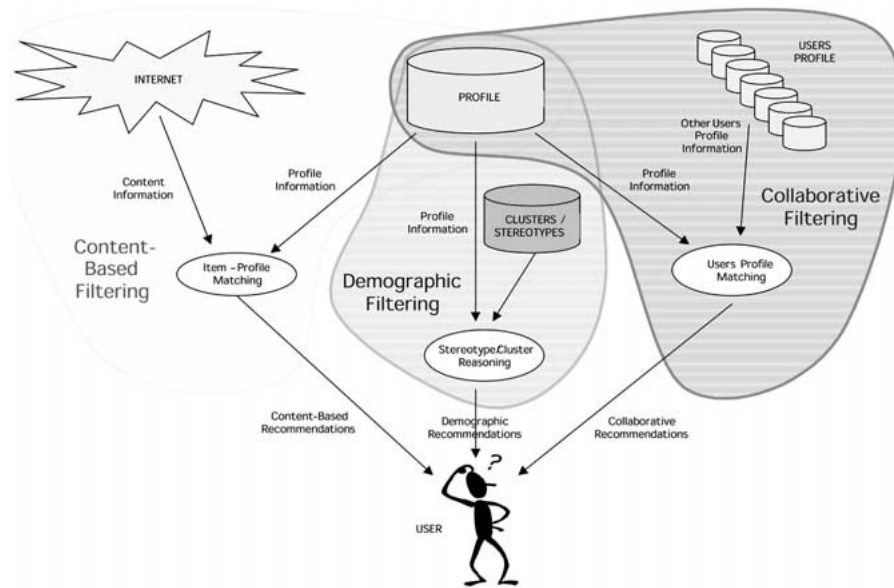 INTERNET
PROFILE
USERS
PROFILE
Other Users
Profile
Information
Content
Information
Profile
Information
Profile
Information
Profile
Information
CLUSTERS /
STEREOTYPES
Collaborative
Filtering
Content-
Based
Filtering
Item - Profile
Matching
Demographic
Filtering
Users Profile
Matching
Stereotype/Cluster
Reasoning
Content-Based
Recommendations
Demographic
Recommendations
Collaborative
Recommendations
?
USER